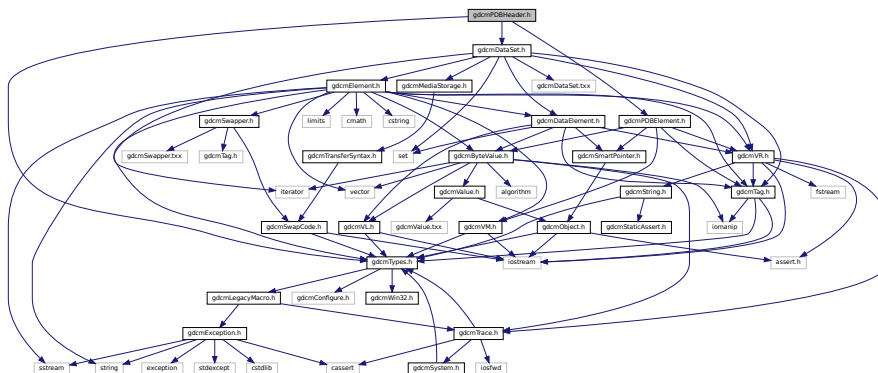 gdcmPDBHeader.h
gdcmDataSet.h
gdcmElement.h
gdcmMediaStorage.h
gdcmDataSet.txx
gdcmSwapper.h
limits
cmath
cstring
gdcmDataElement.h
gdcmPDBElement.h
gdcmSwapper.txx
gdcmTag.h
gdcmTransferSyntax.h
set
gdcmByteValue.h
gdcmSmartPointer.h
gdcmVR.h
iterator
vector
gdcmValue.h
algorithm
gdcmString.h
gdcmTag.h
fstream
gdcmSwapCode.h
gdcmVL.h
gdcmValue.txx
gdcmVM.h
gdcmObject.h
gdcmStaticAssert.h
iomanip
gdcmTypes.h
iostream
assert.h
gdcmLegacyMacro.h
gdcmConfigure.h
gdcmWin32.h
gdcmException.h
gdcmTrace.h
sstream
string
exception
stdexcept
cstdlib
cassert
gdcmSystem.h
iosfwd